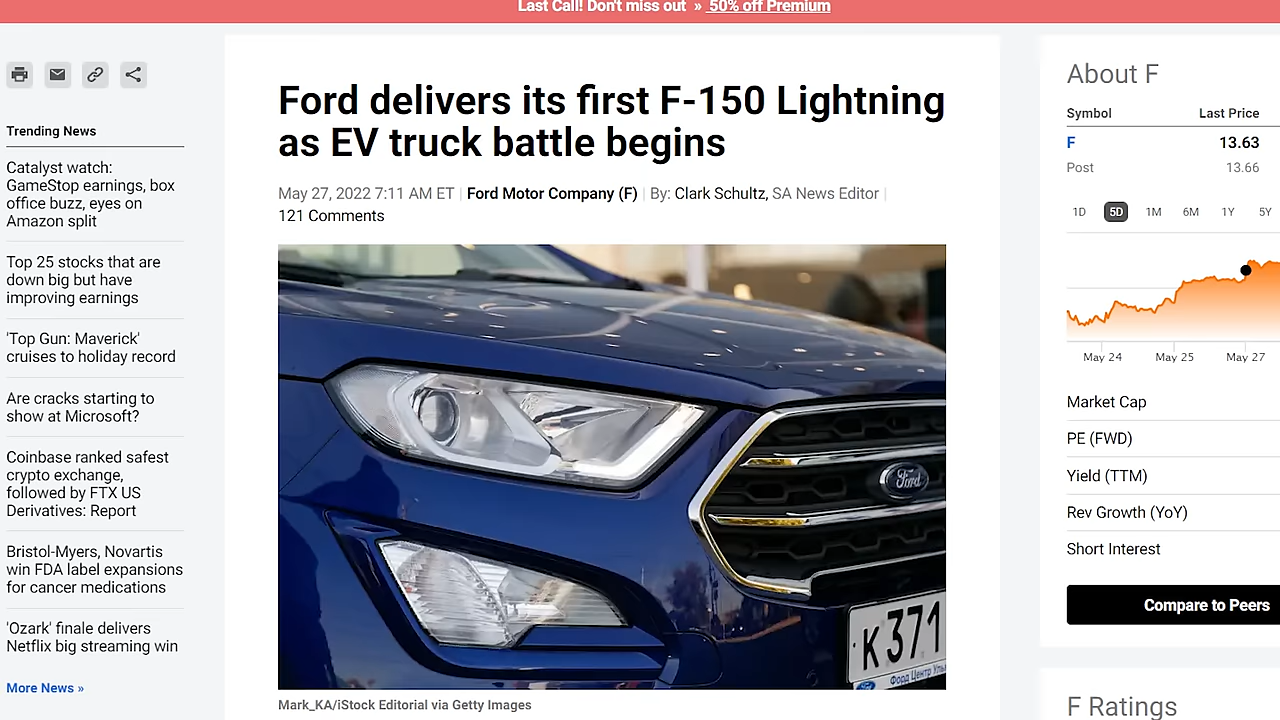 Last Call! Don't miss out » 50% off Premium
Trending News
Catalyst watch:
GameStop earnings, box
office buzz, eyes on
Amazon split
Top 25 stocks that are
down big but have
improving earnings
'Top Gun: Maverick'
cruises to holiday record
Are cracks starting to
show at Microsoft?
Coinbase ranked safest
crypto exchange,
followed by FTX US
Derivatives: Report
Bristol-Myers, Novartis
win FDA label expansions
for cancer medications
'Ozark' finale delivers
Netflix big streaming win
More News »
Ford delivers its first F-150 Lightning
as EV truck battle begins
May 27, 2022 7:11 AM ET | Ford Motor Company (F) | By: Clark Schultz, SA News Editor |
121 Comments
Ford
К371
Форд Центр
Mark_KA/iStock Editorial via Getty Images
About F
Symbol Last Price
F 13.63
Post 13.66
1D 5D 1M 6M 1Y 5Y
May 24 May 25 May 27
Market Cap
PE (FWD)
Yield (TTM)
Rev Growth (YoY)
Short Interest
Compare to Peers
F Ratings